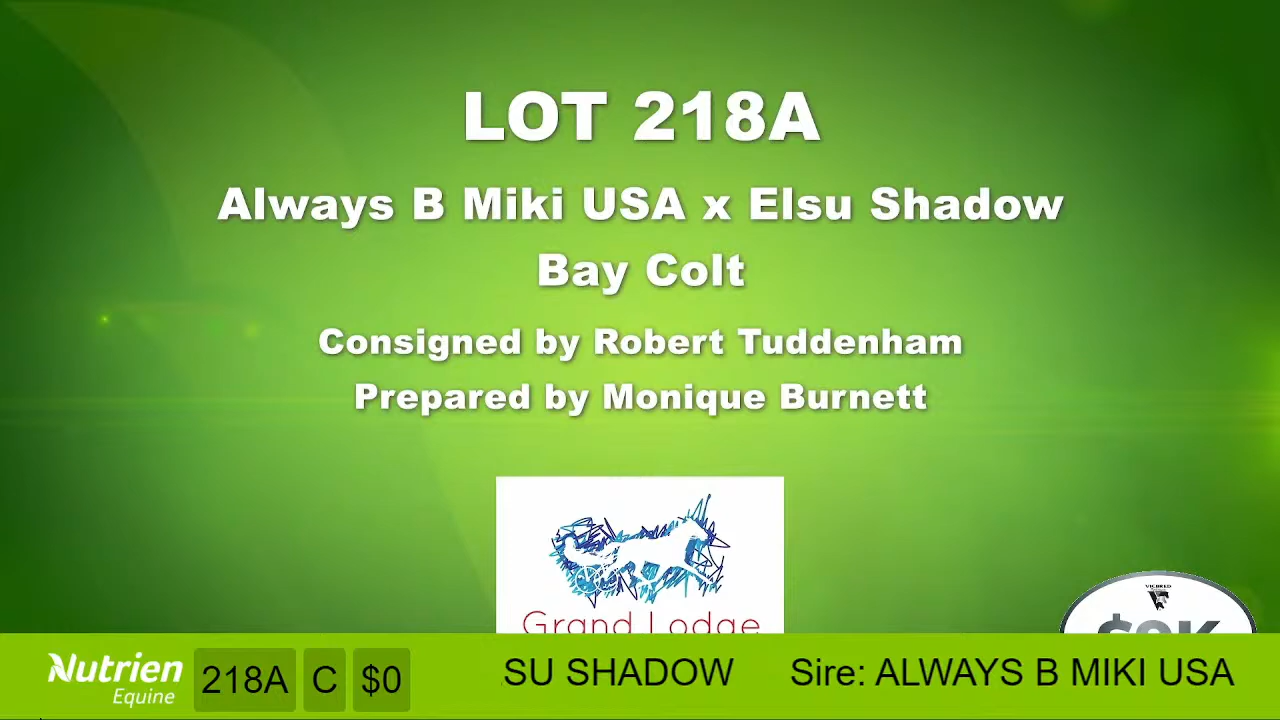 LOT 218A
Always B Miki USA x Elsu Shadow
Bay Colt
Consigned by Robert Tuddenham
Prepared by Monique Burnett
Grand Lodge
VICBRED
Nutrien
Equine
218A C $0
SU SHADOW Sire: ALWAYS B MIKI USA